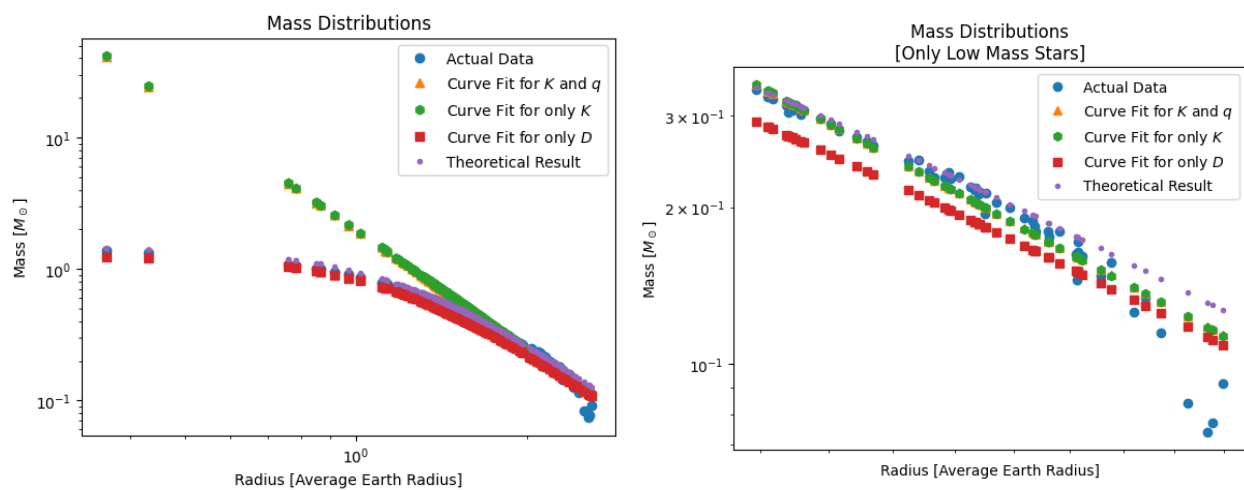 Mass Distributions
Actual Data
Curve Fit for K and q
Curve Fit for only K
Curve Fit for only D
Theoretical Result
Mass [M⊙]
10¹
10⁰
10⁻¹
10⁰
Radius [Average Earth Radius]
Mass Distributions
[Only Low Mass Stars]
Actual Data
Curve Fit for K and q
Curve Fit for only K
Curve Fit for only D
Theoretical Result
Mass [M⊙]
3 × 10⁻¹
2 × 10⁻¹
10⁻¹
Radius [Average Earth Radius]